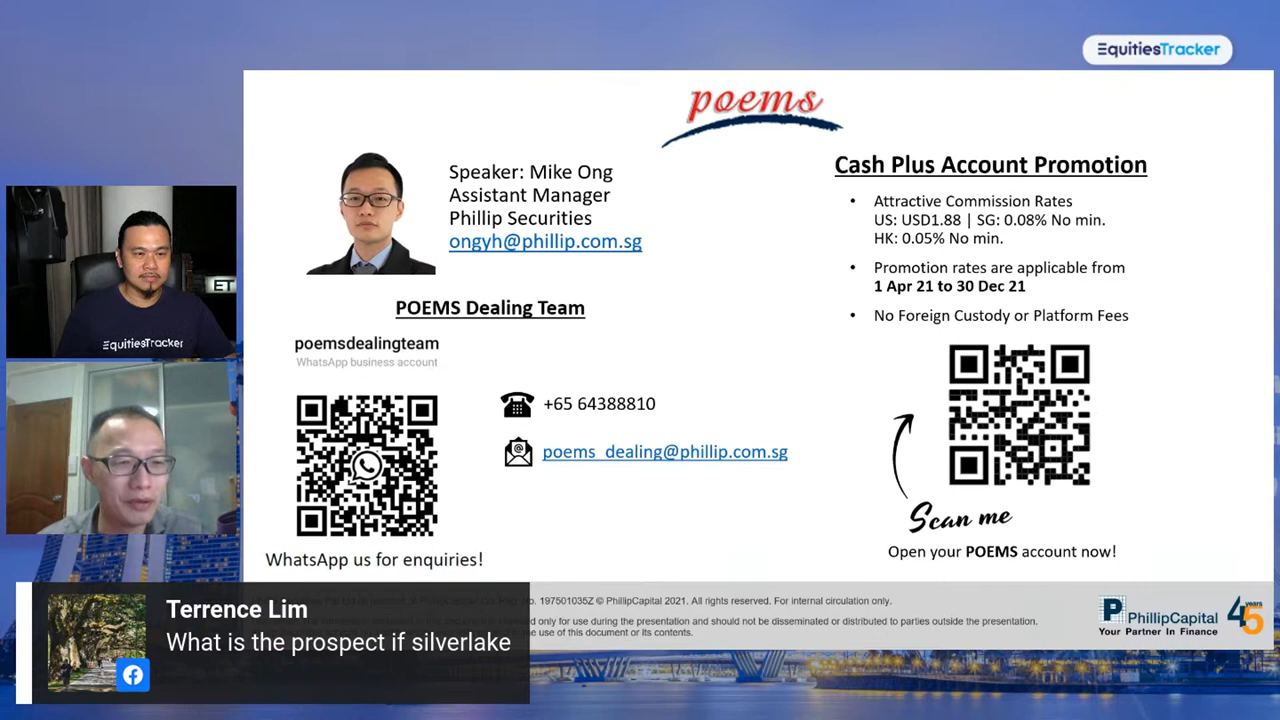 EquitiesTracker
poems
Speaker: Mike Ong
Assistant Manager
Phillip Securities
ongyh@phillip.com.sg
Cash Plus Account Promotion
• Attractive Commission Rates
US: USD1.88 | SG: 0.08% No min.
HK: 0.05% No min.
• Promotion rates are applicable from
1 Apr 21 to 30 Dec 21
• No Foreign Custody or Platform Fees
POEMS Dealing Team
poemsdealingteam
WhatsApp business account
+65 64388810
poems_dealing@phillip.com.sg
WhatsApp us for enquiries!
Scan me
Open your POEMS account now!
ET
EquitiesTracker
197501035Z © PhillipCapital 2021. All rights reserved. For internal circulation only.
only for use during the presentation and should not be disseminated or distributed to parties outside the presentation.
use of this document or its contents.
PhillipCapital
Your Partner In Finance
45 years
Terrence Lim
What is the prospect if silverlake